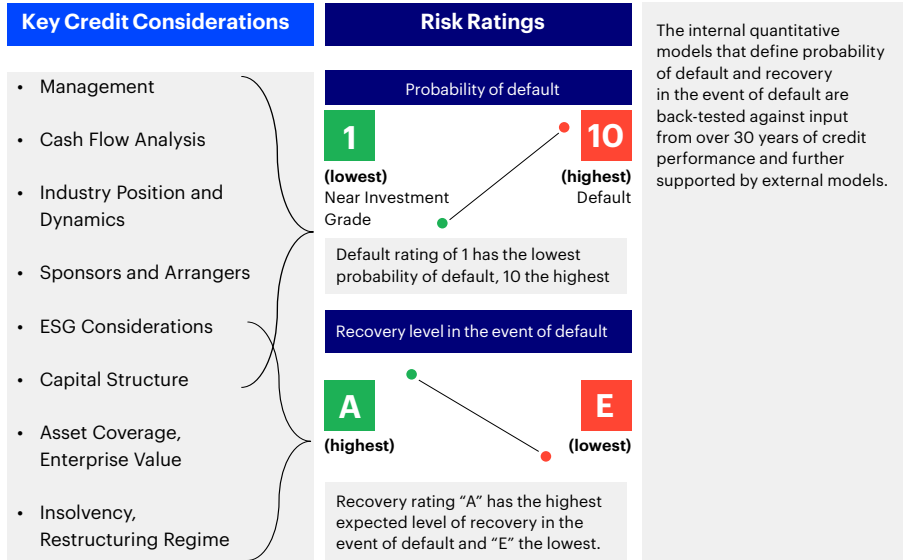 Key Credit Considerations
• Management
• Cash Flow Analysis
• Industry Position and
Dynamics
• Sponsors and Arrangers
• ESG Considerations
• Capital Structure
• Asset Coverage,
Enterprise Value
• Insolvency,
Restructuring Regime
Risk Ratings
Probability of default
1
(lowest)
Near Investment
Grade
10
(highest)
Default
Default rating of 1 has the lowest
probability of default, 10 the highest
Recovery level in the event of default
A
(highest)
E
(lowest)
Recovery rating “A” has the highest
expected level of recovery in the
event of default and “E” the lowest.
The internal quantitative
models that define probability
of default and recovery
in the event of default are
back-tested against input
from over 30 years of credit
performance and further
supported by external models.